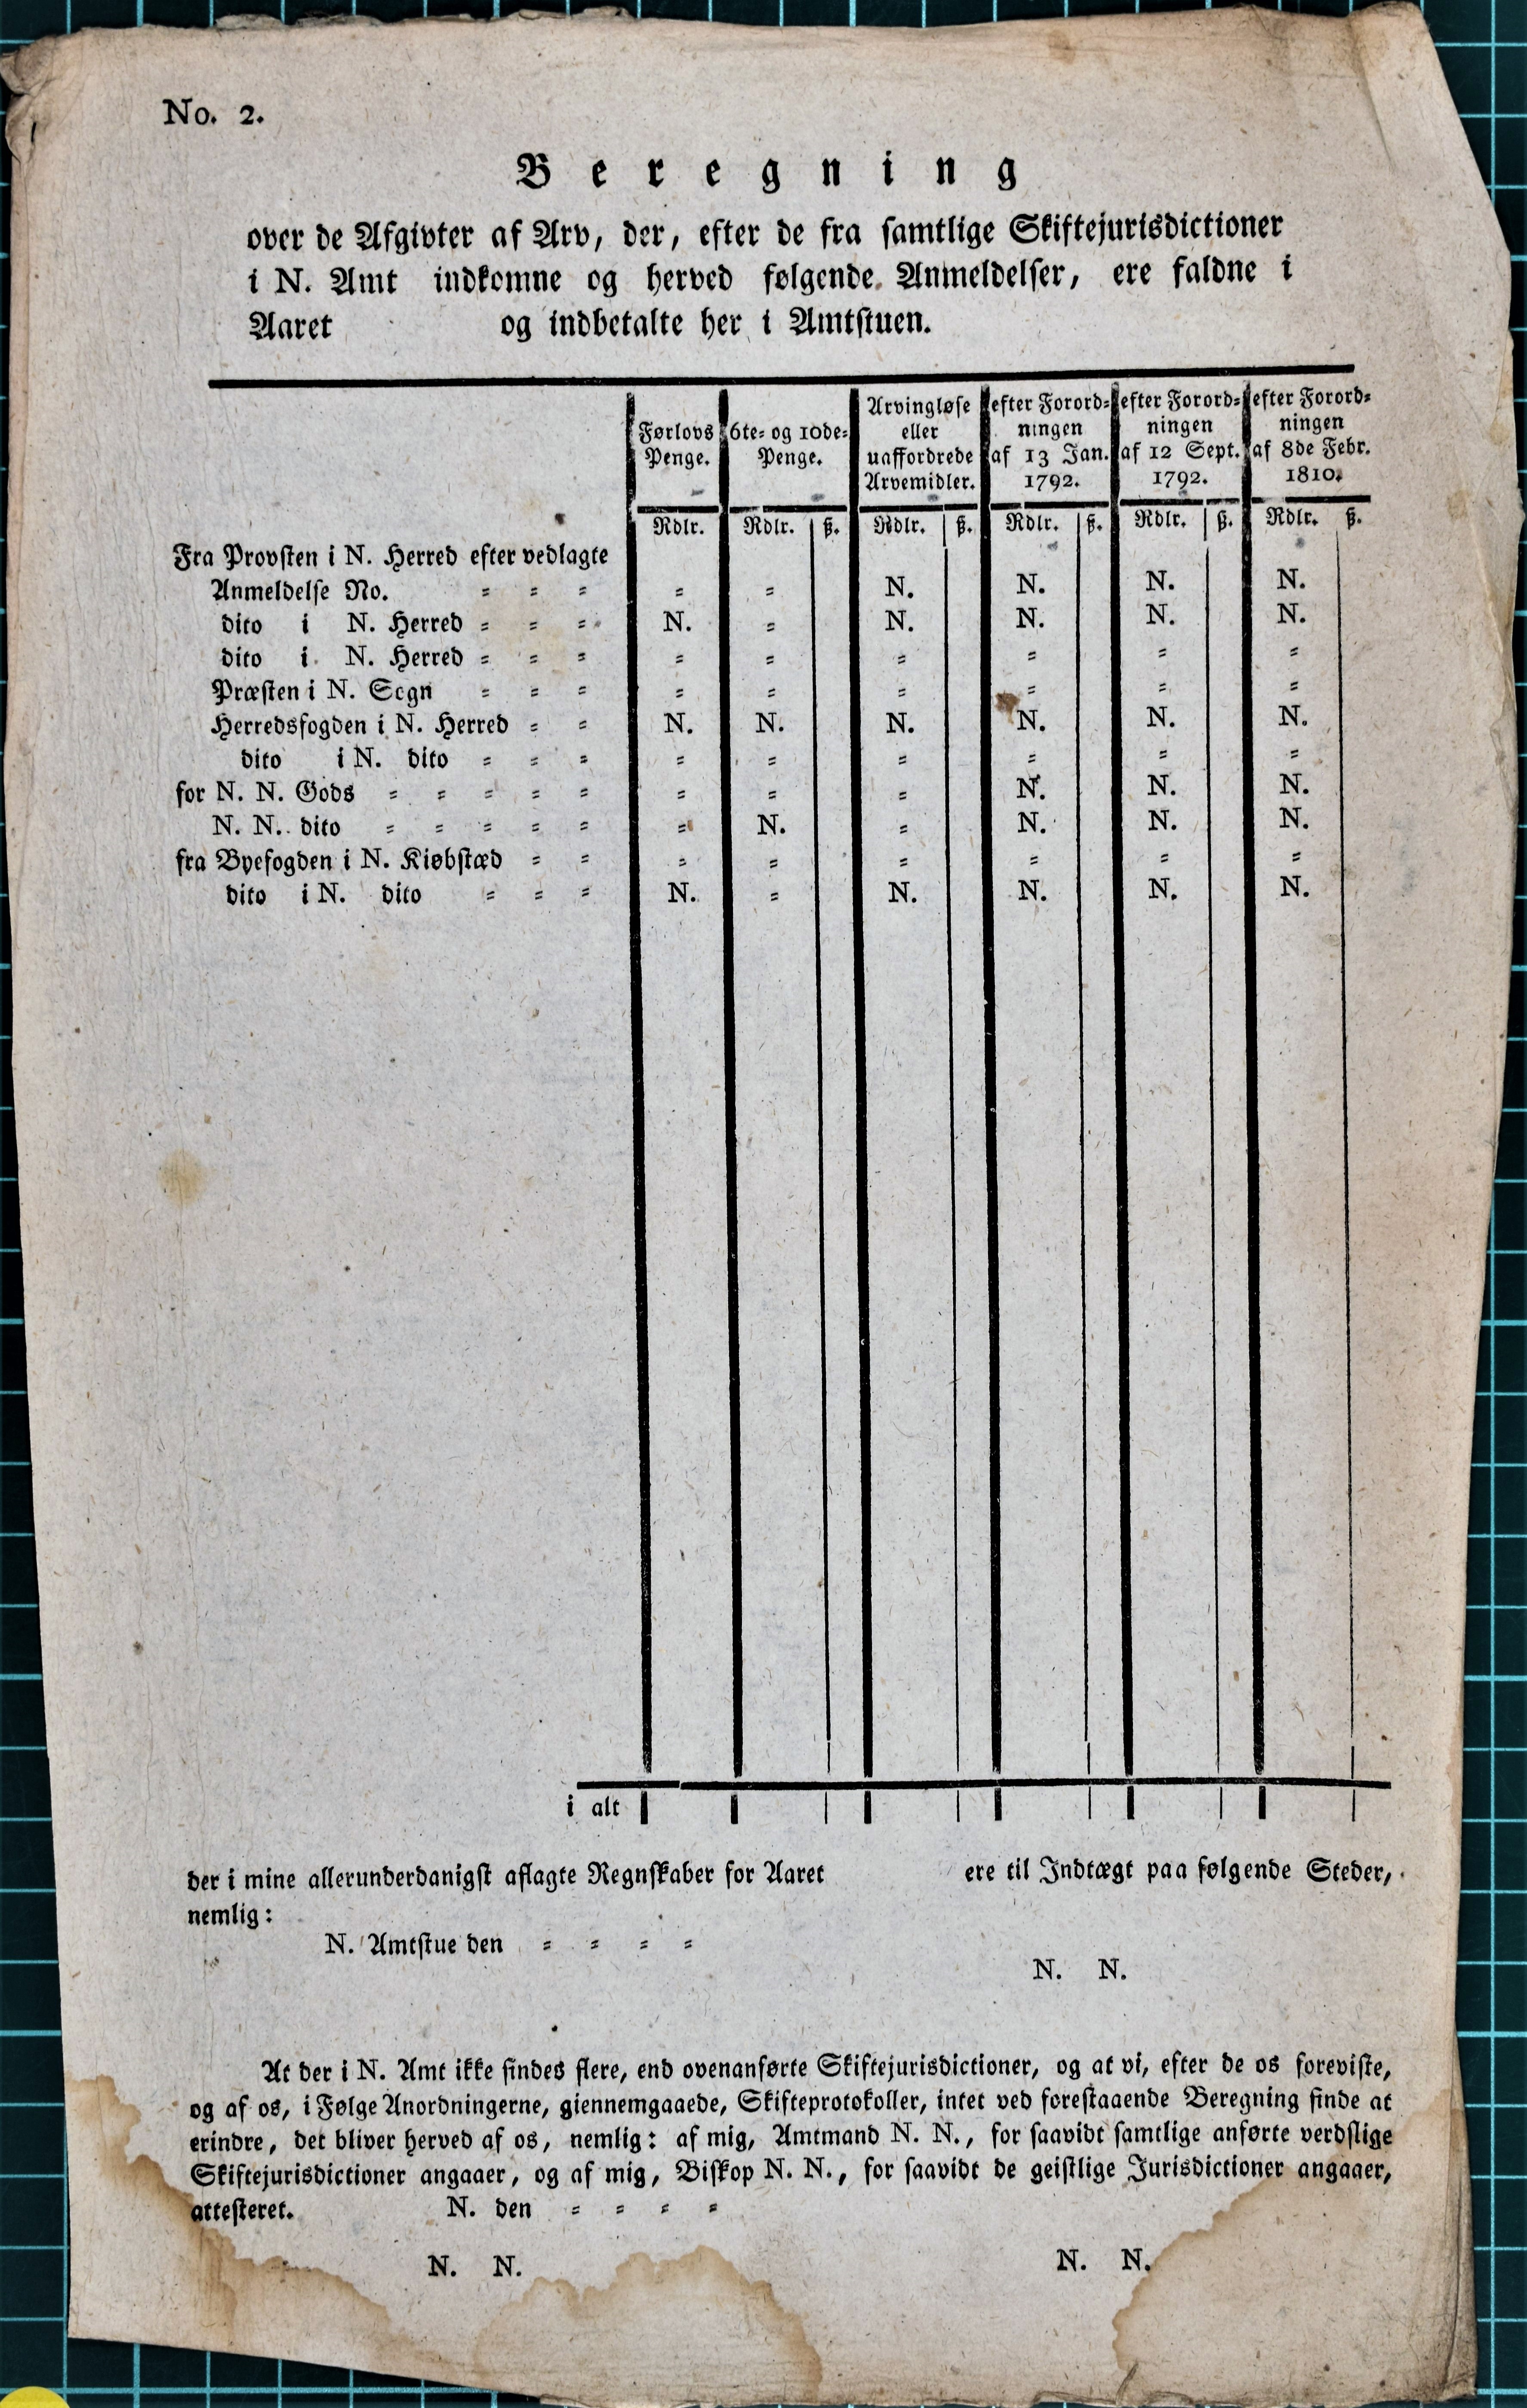 No. 2.
Beregning
over de Afgivter af Arv, der, efter de fra samtlige Skiftejurisdictioner
i N. Amt indkomne og herved følgende Anmeldelser, ere faldne i
Aaret og indbetalte her i Amtstuen.
Førlovs Penge. 6te- og 10de- Penge. Arvingløse eller uaffordrede Arvemidler. efter Forord- ningen af 13 Jan. 1792. efter Forord- ningen af 12 Sept. 1792. efter Forord- ningen af 8de Febr. 1810.
Rdlr. Rdlr. ß. Rdlr. ß. Rdlr. ß. Rdlr. ß. Rdlr. ß.
Fra Provsten i N. Herred efter vedlagte
Anmeldelse No. = = = = = N. N. N. N.
dito i N. Herred = = = N. = N. N. N. N.
dito i N. Herred = = = = = = = = =
Præsten i N. Sogn = = = = = = = = =
Herredsfogden i N. Herred = = N. N. N. N. N. N.
dito i N. dito = = = = = = = = =
for N. N. Gods = = = = = = = = N. N. N.
N. N. dito = = = = = = N. = N. N. N.
fra Byefogden i N. Kiøbstæd = = = = = = = =
dito i N. dito = = = N. = N. N. N. N.
i alt
der i mine allerunderdanigst aflagte Regnskaber for Aaret ere til Indtægt paa følgende Steder,
nemlig:
N. Amtstue den = = = =
N. N.
At der i N. Amt ikke findes flere, end ovenanførte Skiftejurisdictioner, og at vi, efter de os foreviste,
og af os, i Følge Anordningerne, giennemgaaede, Skifteprotokoller, intet ved forestaaende Beregning finde at
erindre, det bliver herved af os, nemlig: af mig, Amtmand N. N., for saavidt samtlige anførte verdslige
Skiftejurisdictioner angaaer, og af mig, Biskop N. N., for saavidt de geistlige Jurisdictioner angaaer,
attesteret. N. den = = = =
N. N. N. N.